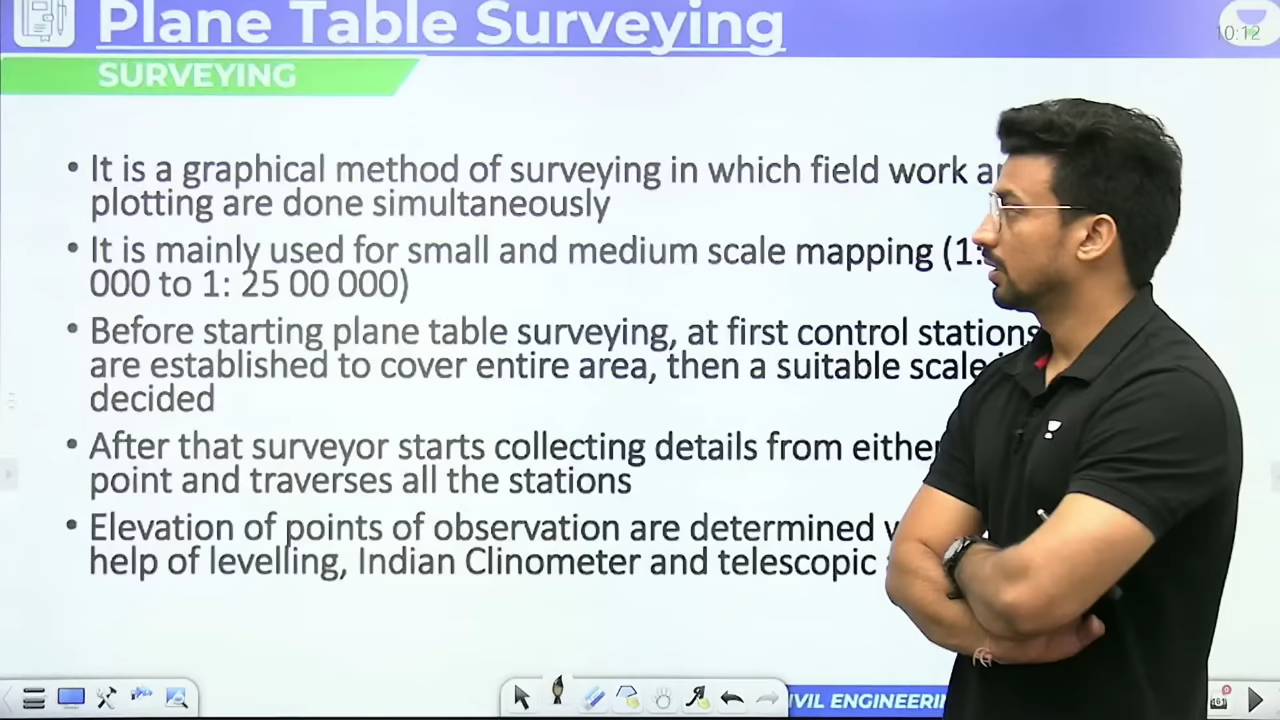 Plane Table Surveying
10:12
SURVEYING
• It is a graphical method of surveying in which field work
plotting are done simultaneously
• It is mainly used for small and medium scale mapping (1:
000 to 1: 25 00 000)
• Before starting plane table surveying, at first control stations
are established to cover entire area, then a suitable scale
decided
• After that surveyor starts collecting details from either
point and traverses all the stations
• Elevation of points of observation are determined
help of levelling, Indian Clinometer and telescopic
IVIL ENGINEERIN